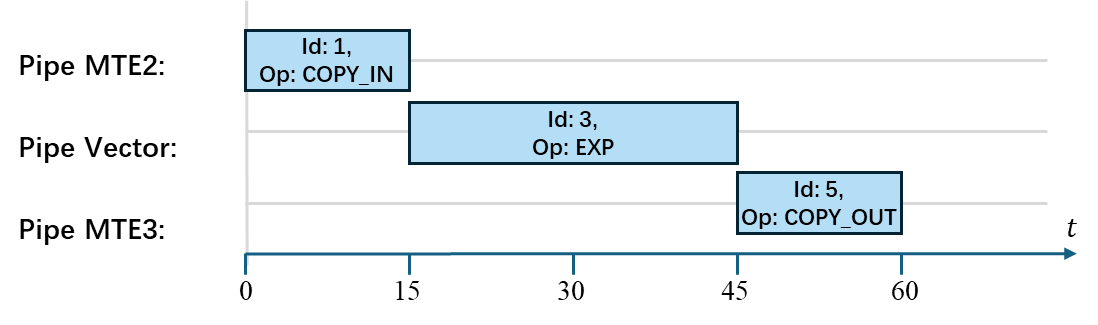 Pipe MTE2:
Id: 1,
Op: COPY_IN
Pipe Vector:
Id: 3,
Op: EXP
Pipe MTE3:
Id: 5,
Op: COPY_OUT
t
0 15 30 45 60